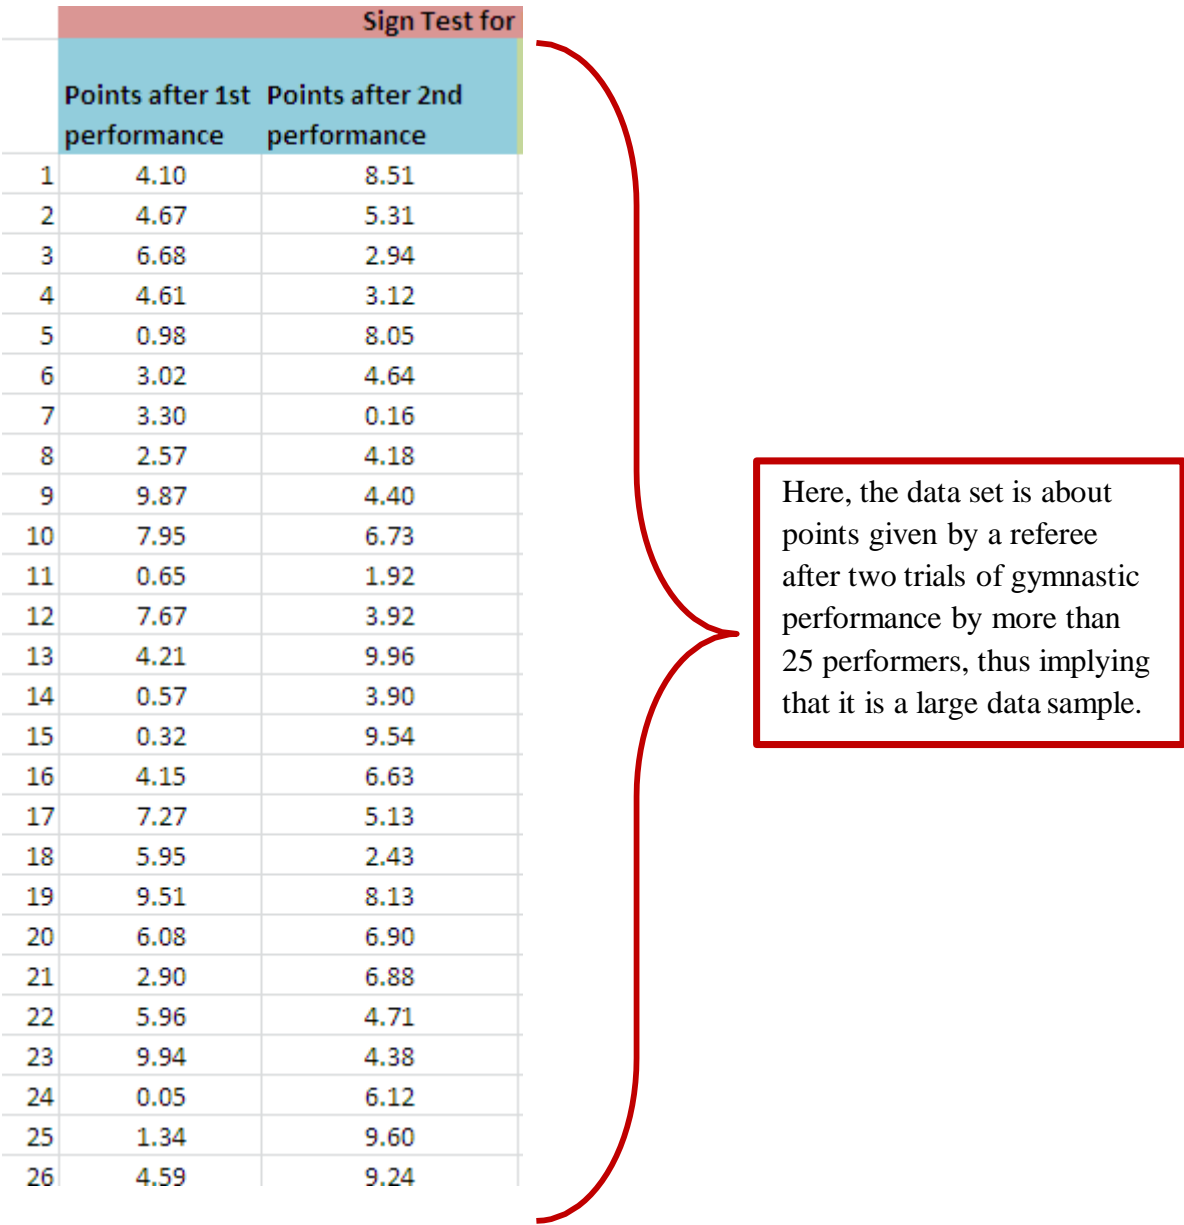 Sign Test for
Points after 1st performance Points after 2nd performance
1 4.10 8.51
2 4.67 5.31
3 6.68 2.94
4 4.61 3.12
5 0.98 8.05
6 3.02 4.64
7 3.30 0.16
8 2.57 4.18
9 9.87 4.40
10 7.95 6.73
11 0.65 1.92
12 7.67 3.92
13 4.21 9.96
14 0.57 3.90
15 0.32 9.54
16 4.15 6.63
17 7.27 5.13
18 5.95 2.43
19 9.51 8.13
20 6.08 6.90
21 2.90 6.88
22 5.96 4.71
23 9.94 4.38
24 0.05 6.12
25 1.34 9.60
26 4.59 9.24
Here, the data set is about
points given by a referee
after two trials of gymnastic
performance by more than
25 performers, thus implying
that it is a large data sample.